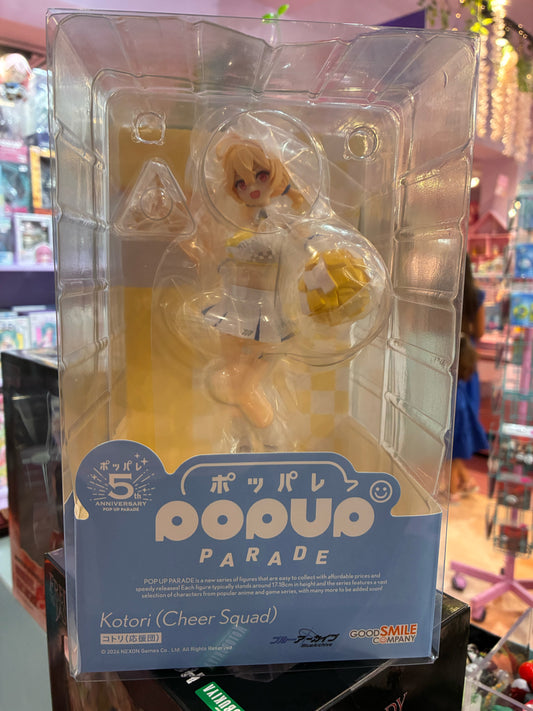 ポッパレ
5th
ANNIVERSARY
POP UP PARADE
ポッパレ
POPUP
PARADE
POP UP PARADE is a new series of figures that are easy to collect with affordable prices and
speedy releases! Each figure typically stands around 17-18cm in height and the series features a vast
selection of characters from popular anime and game series, with many more to be added soon!
Kotori (Cheer Squad)
コトリ(応援団)
© 2024 NEXON Games Co., Ltd. All Rights Reserved.
ブルーアーカイブ
Blue Archive
GOOD SMILE
COMPANY